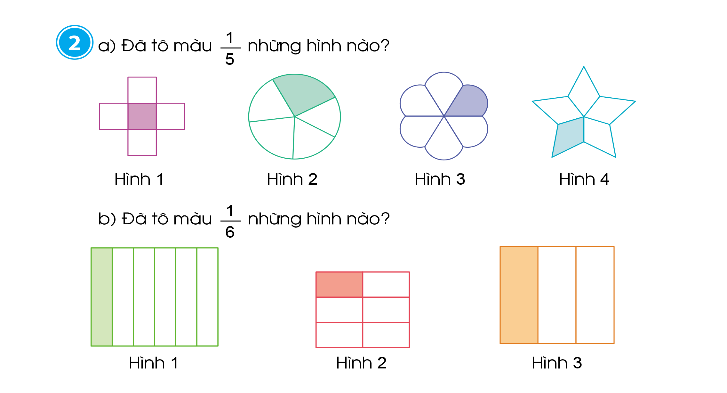 2 a) Đã tô màu 1/5 những hình nào?
Hình 1 Hình 2 Hình 3 Hình 4
b) Đã tô màu 1/6 những hình nào?
Hình 1 Hình 2 Hình 3